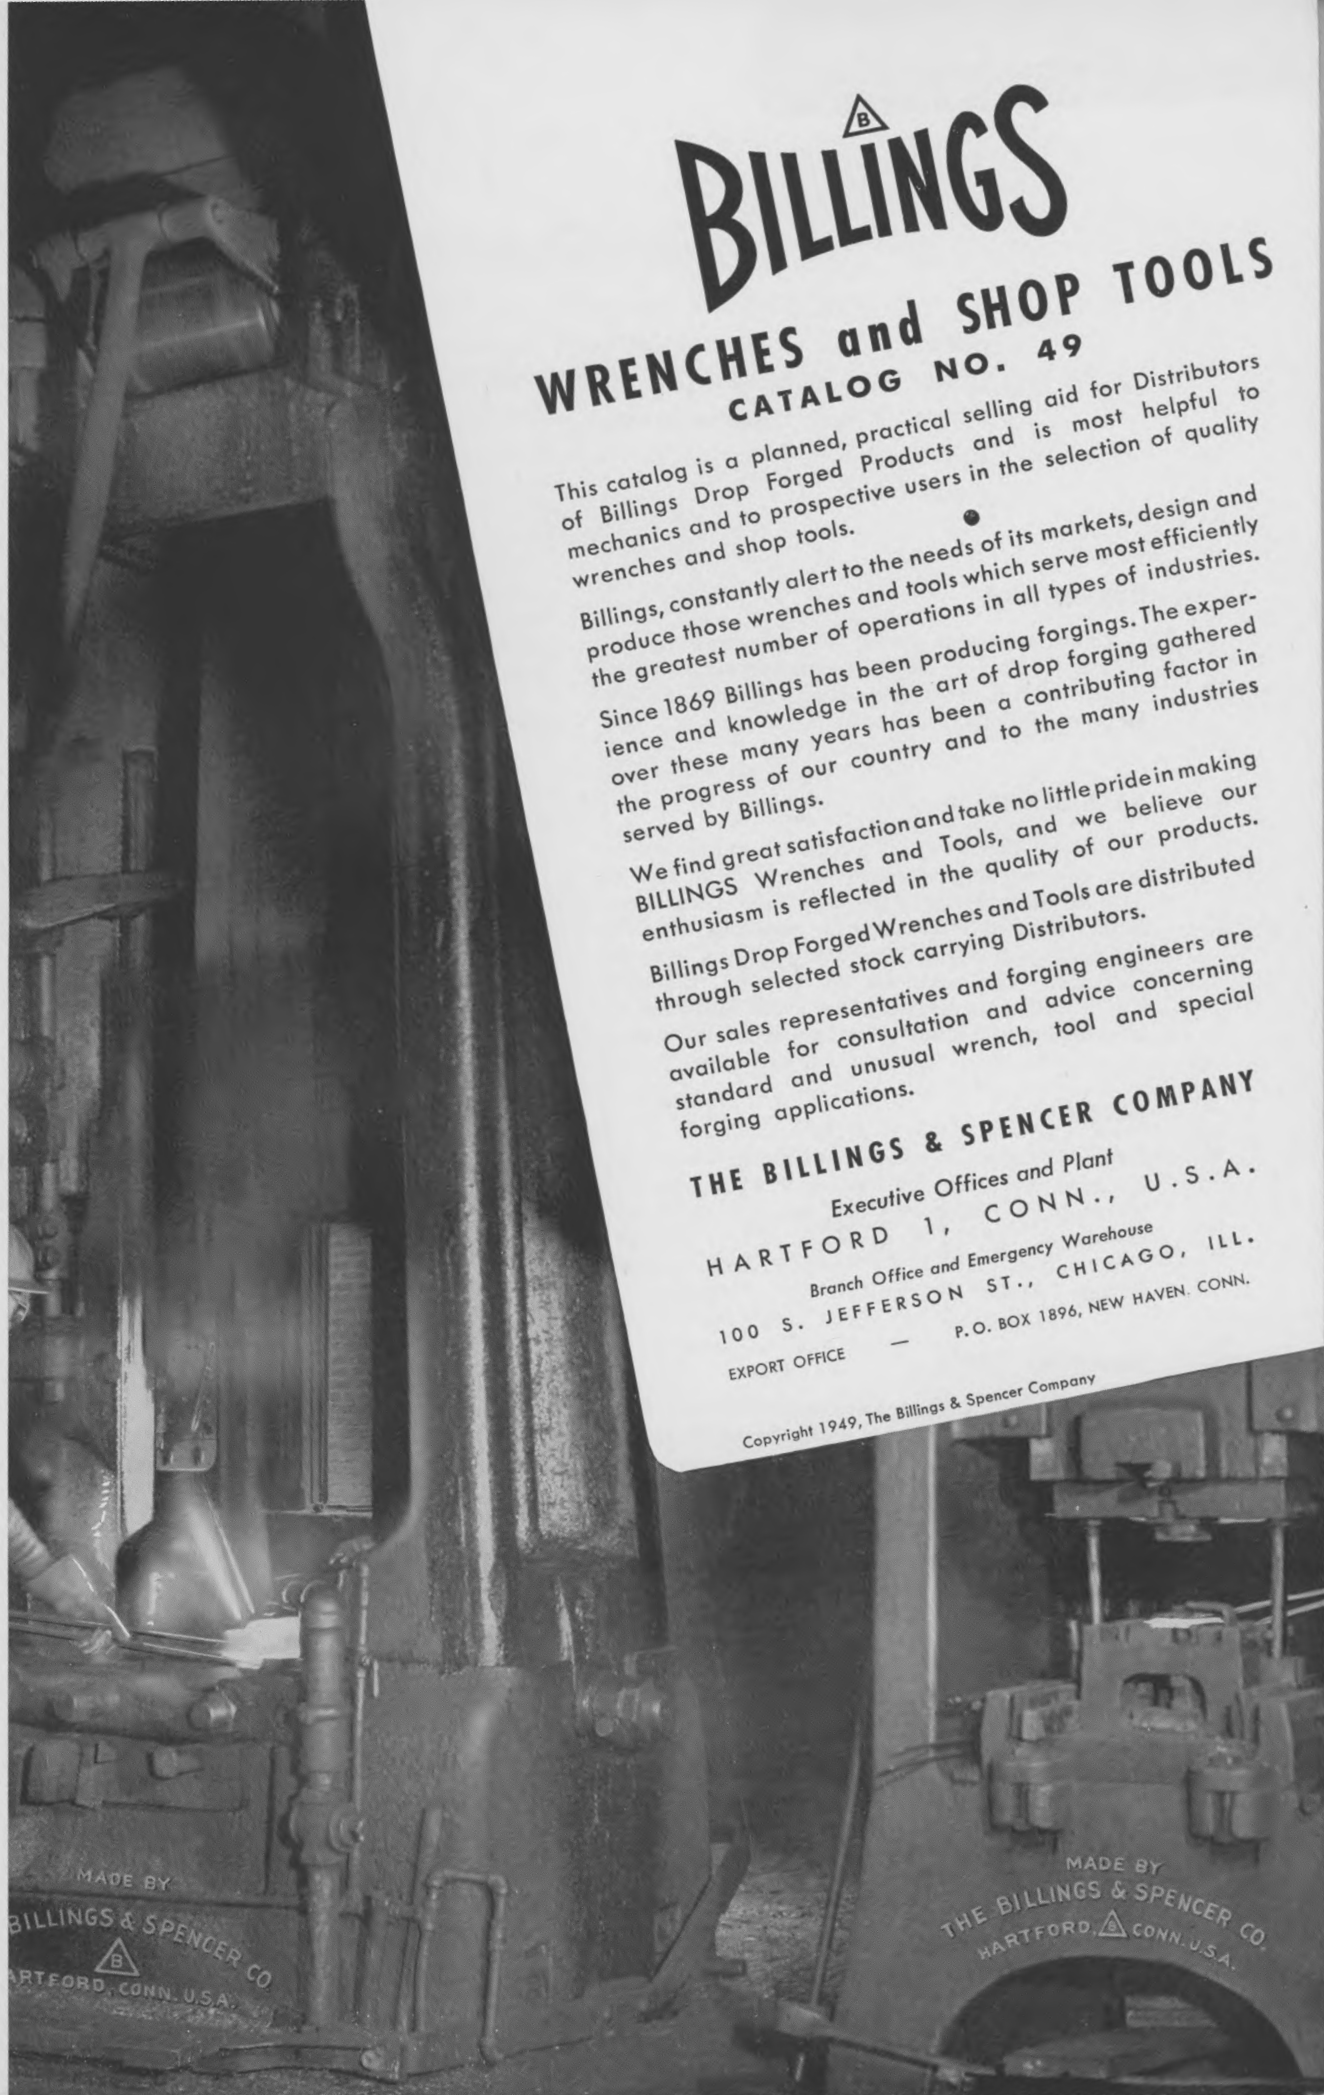 B
BILLINGS
WRENCHES and SHOP TOOLS
CATALOG NO. 49
This catalog is a planned, practical selling aid for Distributors
of Billings Drop Forged Products and is most helpful to
mechanics and to prospective users in the selection of quality
wrenches and shop tools.
Billings, constantly alert to the needs of its markets, design and
produce those wrenches and tools which serve most efficiently
the greatest number of operations in all types of industries.
Since 1869 Billings has been producing forgings. The exper-
ience and knowledge in the art of drop forging gathered
over these many years has been a contributing factor in
the progress of our country and to the many industries
served by Billings.
We find great satisfaction and take no little pride in making
BILLINGS Wrenches and Tools, and we believe our
enthusiasm is reflected in the quality of our products.
Billings Drop Forged Wrenches and Tools are distributed
through selected stock carrying Distributors.
Our sales representatives and forging engineers are
available for consultation and advice concerning
standard and unusual wrench, tool and special
forging applications.
THE BILLINGS & SPENCER COMPANY
Executive Offices and Plant
HARTFORD 1, CONN., U.S.A.
Branch Office and Emergency Warehouse
100 S. JEFFERSON ST., CHICAGO, ILL.
EXPORT OFFICE — P.O. BOX 1896, NEW HAVEN. CONN.
Copyright 1949, The Billings & Spencer Company
MADE BY
BILLINGS & SPENCER CO.
B
ARTFORD, CONN. U.S.A.
MADE BY
THE BILLINGS & SPENCER CO.
HARTFORD, B CONN. U.S.A.